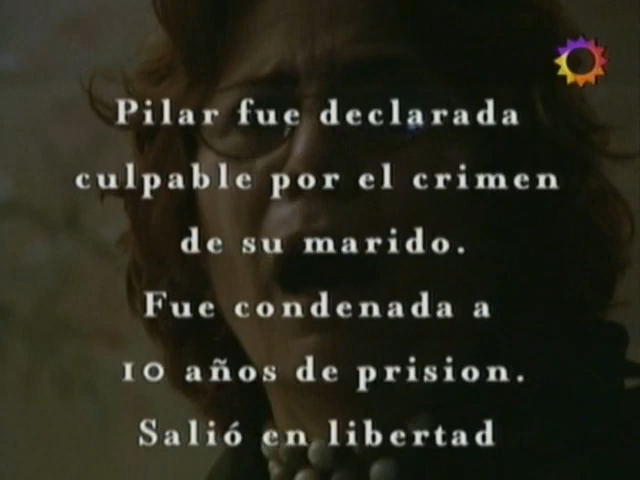 Pilar fue declarada
culpable por el crimen
de su marido.
Fue condenada a
10 años de prision.
Salió en libertad